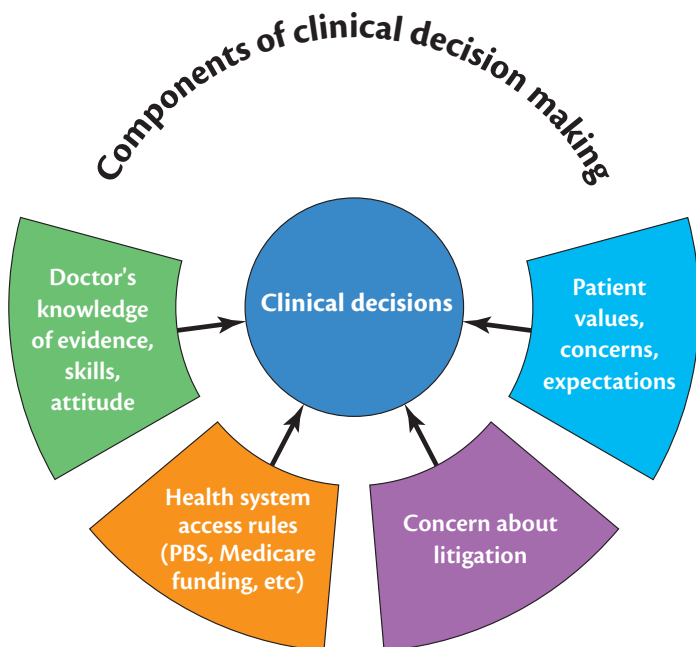 Components of clinical decision making
Doctor's
knowledge
of evidence,
skills,
attitude
Clinical decisions
Patient
values,
concerns,
expectations
Health system
access rules
(PBS, Medicare
funding, etc)
Concern about
litigation